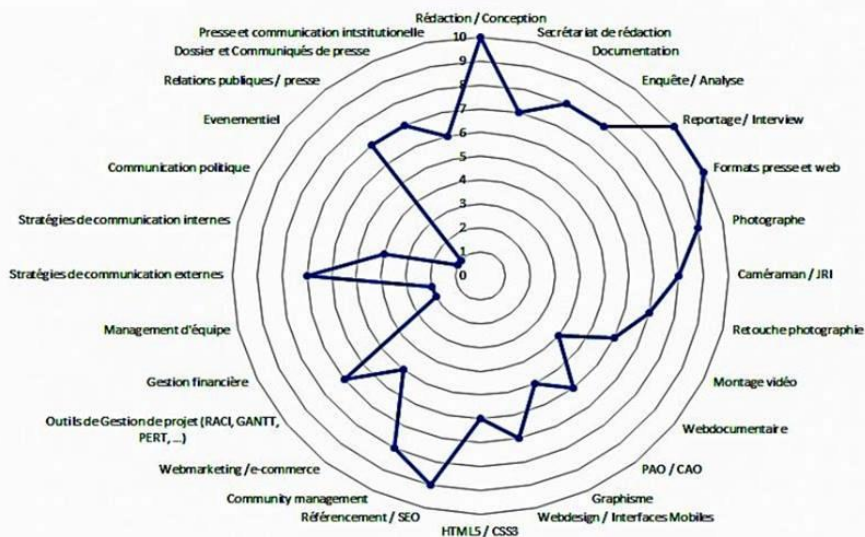 Rédaction / Conception
Secrétariat de rédaction
Documentation
Enquête / Analyse
Reportage / Interview
Formats presse et web
Photographe
Caméraman / JRI
Retouche photographie
Montage vidéo
Webdocumentaire
PAO / CAO
Graphisme
Webdesign / Interfaces Mobiles
HTML5 / CSS3
Référencement / SEO
Community management
Webmarketing /e-commerce
Outils de Gestion de projet (RACI, GANTT,
PERT, ...)
Gestion financière
Management d'équipe
Stratégies de communication externes
Stratégies de communication internes
Communication politique
Evenementiel
Relations publiques / presse
Dossier et Communiqués de presse
Presse et communication intstitutionelle
10
9
8
7
6
5
4
3
2
1
0